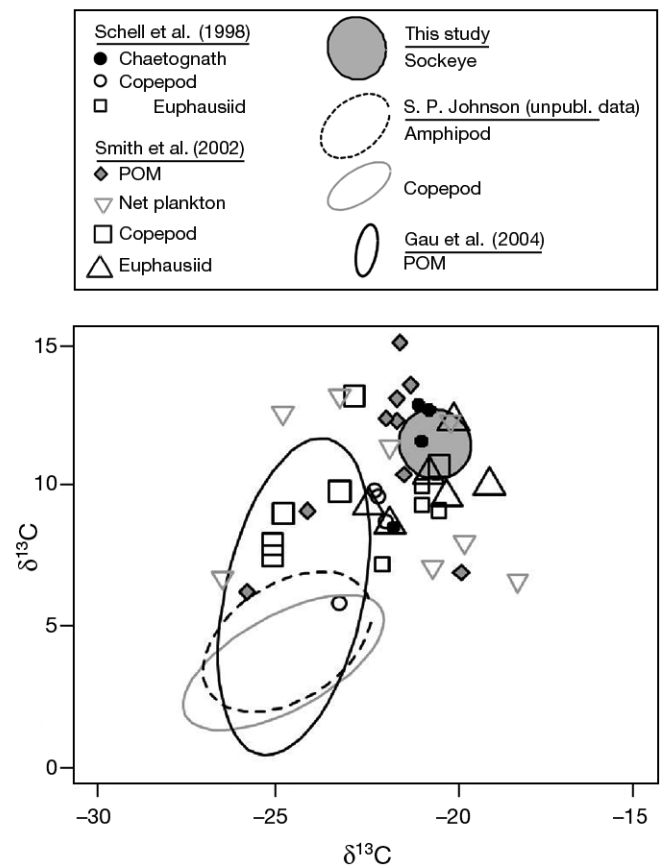 Schell et al. (1998)
Chaetognath
Copepod
Euphausiid
Smith et al. (2002)
POM
Net plankton
Copepod
Euphausiid
This study
Sockeye
S. P. Johnson (unpubl. data)
Amphipod
Copepod
Gau et al. (2004)
POM
15
10
5
0
δ¹³C
−30
−25
−20
−15
δ¹³C